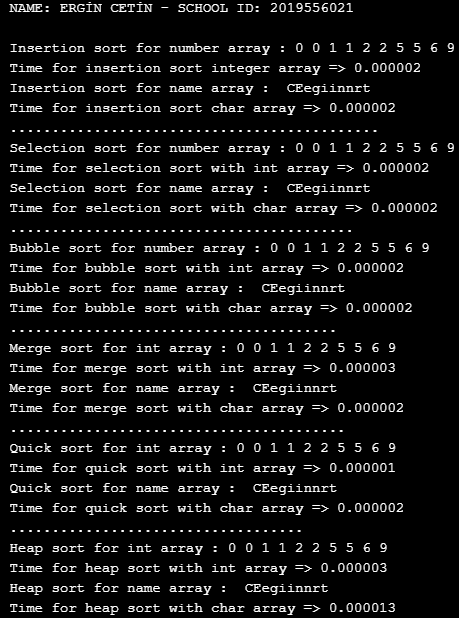 NAME: ERGİN CETİN - SCHOOL ID: 2019556021
Insertion sort for number array : 0 0 1 1 2 2 5 5 6 9
Time for insertion sort integer array => 0.000002
Insertion sort for name array :  CEegiinnrt
Time for insertion sort char array => 0.000002
............................................
Selection sort for number array : 0 0 1 1 2 2 5 5 6 9
Time for selection sort with int array => 0.000002
Selection sort for name array :  CEegiinnrt
Time for selection sort with char array => 0.000002
.........................................
Bubble sort for number array : 0 0 1 1 2 2 5 5 6 9
Time for bubble sort with int array => 0.000002
Bubble sort for name array :  CEegiinnrt
Time for bubble sort with char array => 0.000002
.......................................
Merge sort for int array : 0 0 1 1 2 2 5 5 6 9
Time for merge sort with int array => 0.000003
Merge sort for name array :  CEegiinnrt
Time for merge sort with char array => 0.000002
........................................
Quick sort for int array : 0 0 1 1 2 2 5 5 6 9
Time for quick sort with int array => 0.000001
Quick sort for name array :  CEegiinnrt
Time for quick sort with char array => 0.000002
...................................
Heap sort for int array : 0 0 1 1 2 2 5 5 6 9
Time for heap sort with int array => 0.000003
Heap sort for name array :  CEegiinnrt
Time for heap sort with char array => 0.000013